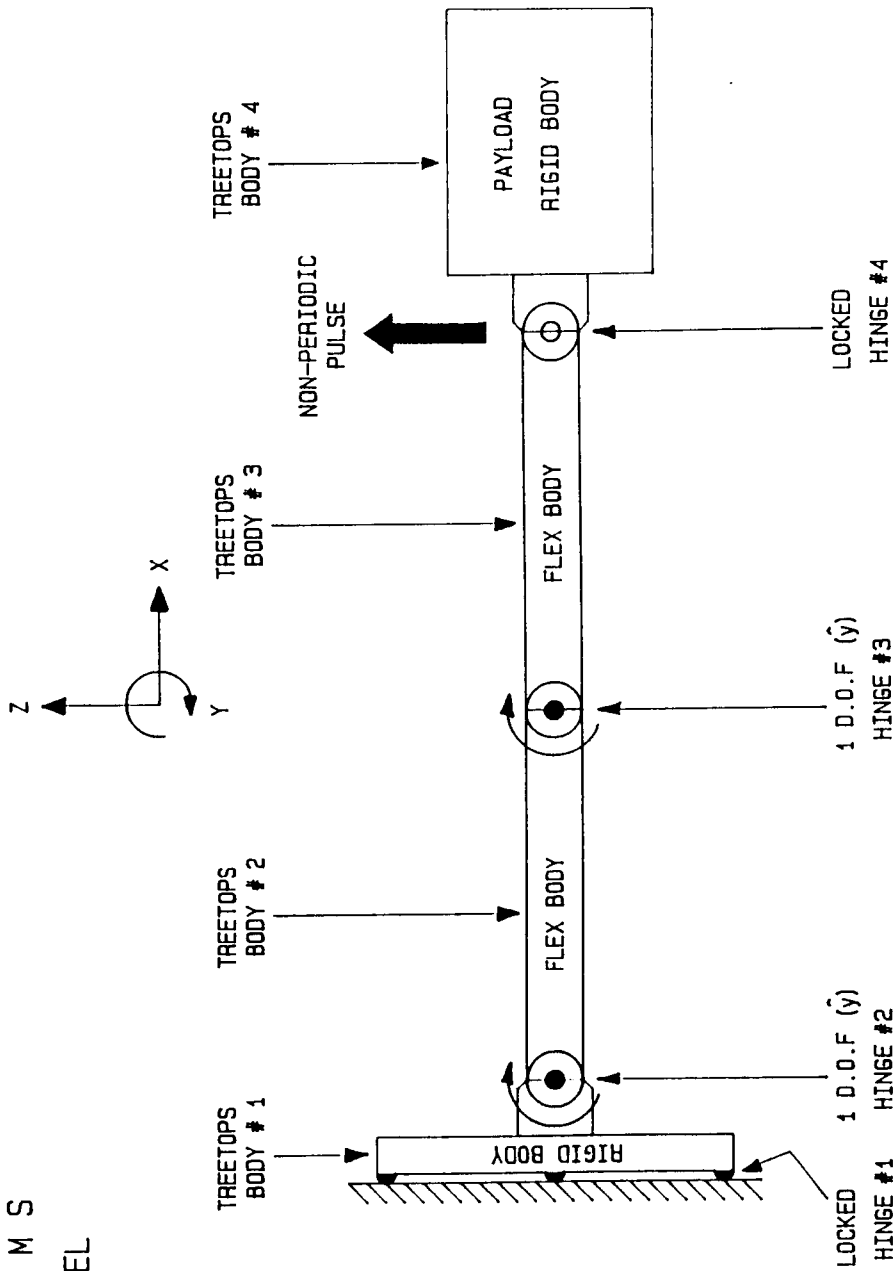 M S
EL
Z
X
Y
TREETOPS
BODY # 1
TREETOPS
BODY # 2
TREETOPS
BODY # 3
TREETOPS
BODY # 4
NON-PERIODIC
PULSE
RIGID BODY
FLEX BODY
FLEX BODY
PAYLOAD
RIGID BODY
LOCKED
HINGE #1
1 D.O.F (ŷ)
HINGE #2
1 D.O.F (ŷ)
HINGE #3
LOCKED
HINGE #4